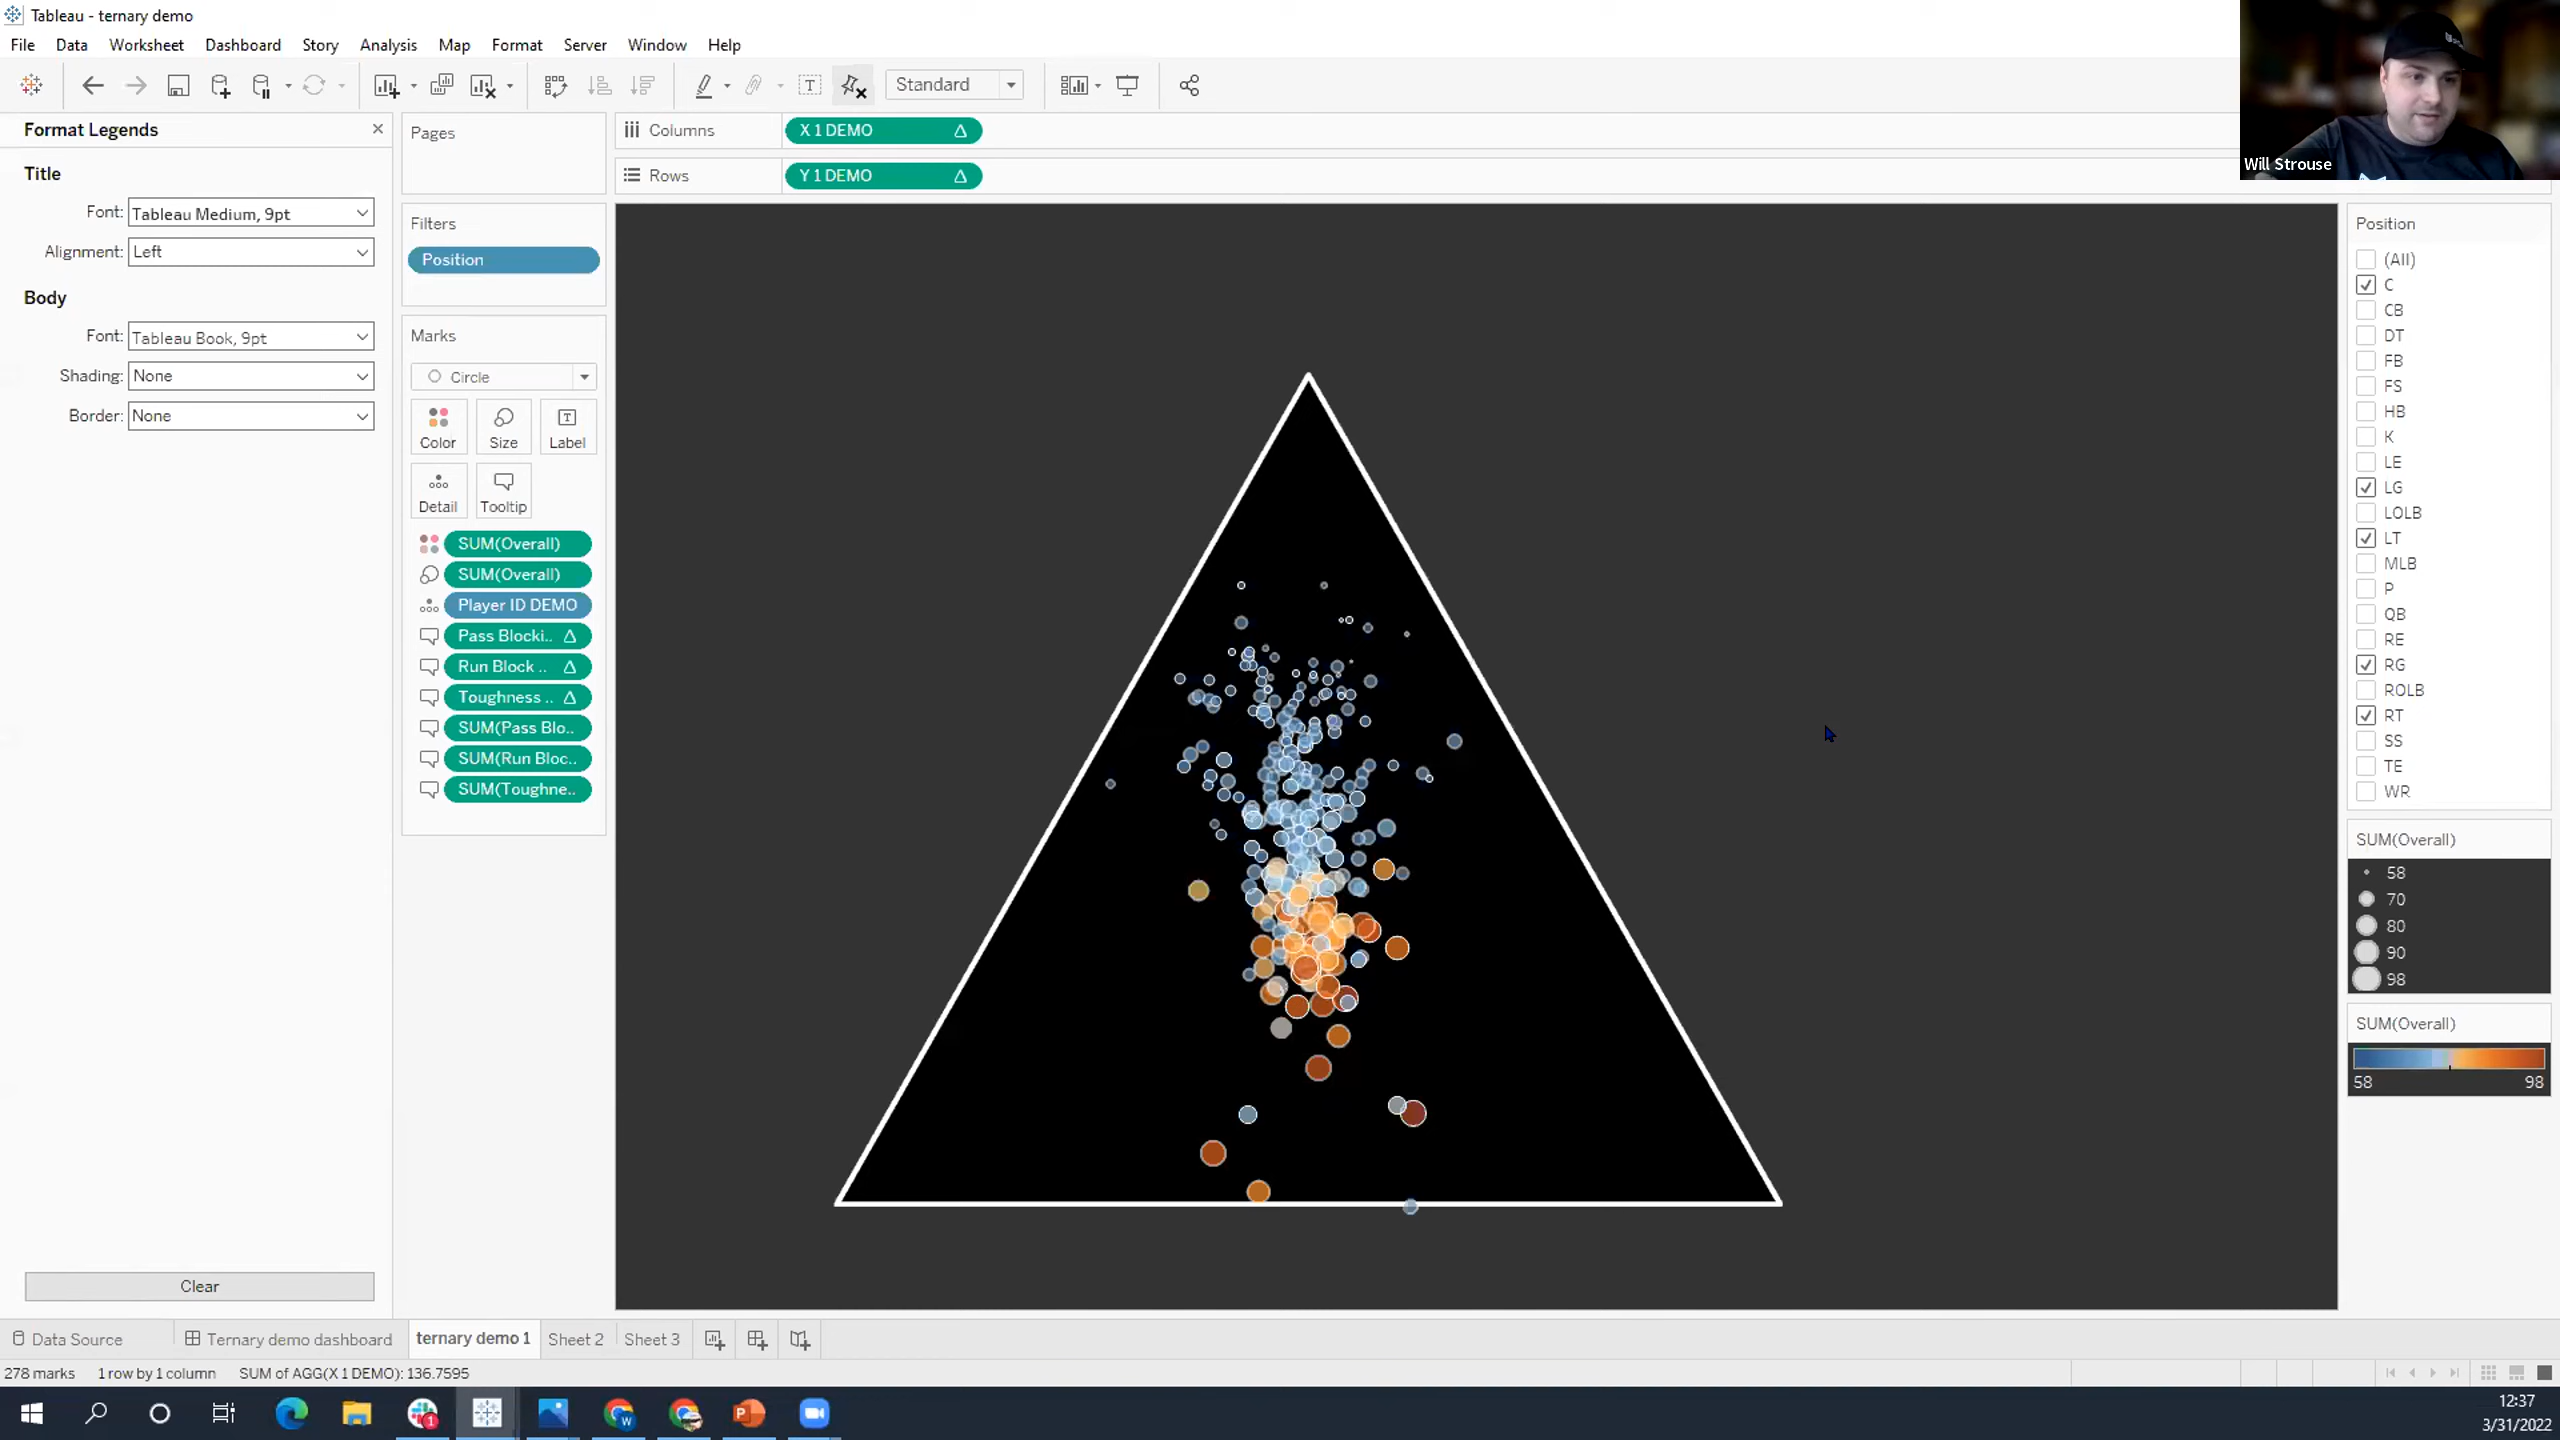 Tableau - ternary demo
File Data Worksheet Dashboard Story Analysis Map Format Server Window Help
Standard
Will Strouse
Format Legends
Title
Font: Tableau Medium, 9pt
Alignment: Left
Body
Font: Tableau Book, 9pt
Shading: None
Border: None
Clear
Pages
Filters
Position
Marks
Circle
Color Size Label
Detail Tooltip
SUM(Overall)
SUM(Overall)
Player ID DEMO
Pass Blocki..
Run Block ..
Toughness ..
SUM(Pass Blo..
SUM(Run Bloc..
SUM(Toughne..
Columns X 1 DEMO
Rows Y 1 DEMO
Position
(All)
C
CB
DT
FB
FS
HB
K
LE
LG
LOLB
LT
MLB
P
QB
RE
RG
ROLB
RT
SS
TE
WR
SUM(Overall)
58
70
80
90
98
SUM(Overall)
58 98
Data Source Ternary demo dashboard ternary demo 1 Sheet 2 Sheet 3
278 marks 1 row by 1 column SUM of AGG(X 1 DEMO): 136.7595
12:37
3/31/2022